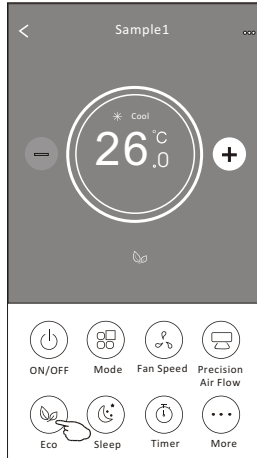 Sample1
Cool
26.0°C
ON/OFF
Mode
Fan Speed
Precision
Air Flow
Eco
Sleep
Timer
More